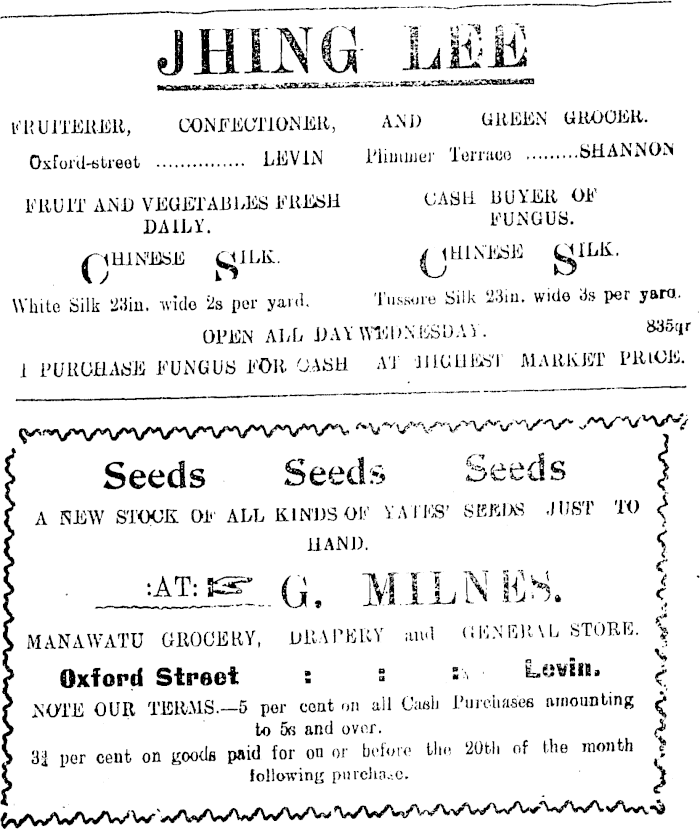 JHING LEE
FRUITERER, CONFECTIONER, AND GREEN GROCER.
Oxford-street ............... LEVIN Plimmer Terrace .........SHANNON
FRUIT AND VEGETABLES FRESH
DAILY.
CHINESE SILK.
White Silk 23in. wide 2s per yard.
CASH BUYER OF
FUNGUS.
CHINESE SILK.
Tussore Silk 23in. wide 3s per yard.
OPEN ALL DAY WEDNESDAY. 835qr
I PURCHASE FUNGUS FOR CASH AT HIGHEST MARKET PRICE.
Seeds Seeds Seeds
A NEW STOCK OF ALL KINDS OF YATES' SEEDS JUST TO
HAND.
:AT: G. MILNES.
MANAWATU GROCERY, DRAPERY and GENERAL STORE.
Oxford Street : : : Levin.
NOTE OUR TERMS.—5 per cent on all Cash Purchases amounting
to 5s and over.
3¾ per cent on goods paid for on or before the 20th of the month
following purchase.